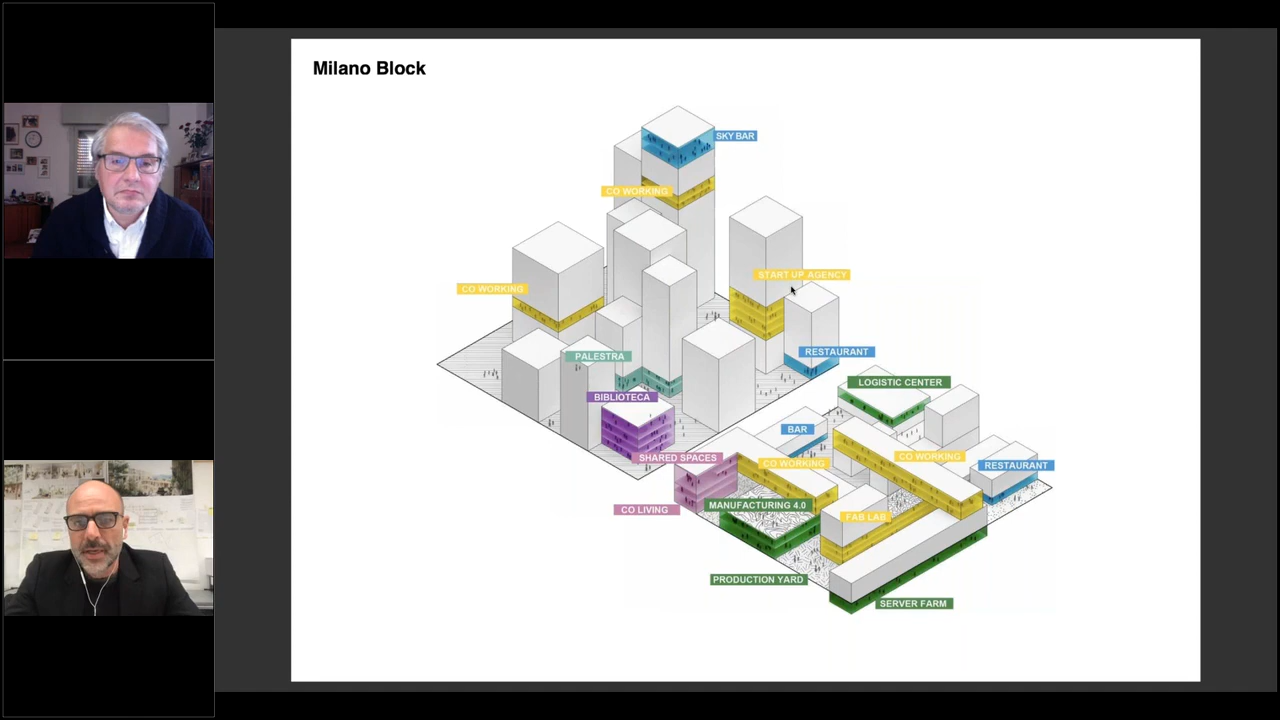 Milano Block
SKY BAR
CO WORKING
START UP AGENCY
CO WORKING
RESTAURANT
PALESTRA
BIBLIOTECA
LOGISTIC CENTER
BAR
SHARED SPACES
CO WORKING
CO WORKING
RESTAURANT
CO LIVING
MANUFACTURING 4.0
FAB LAB
PRODUCTION YARD
SERVER FARM